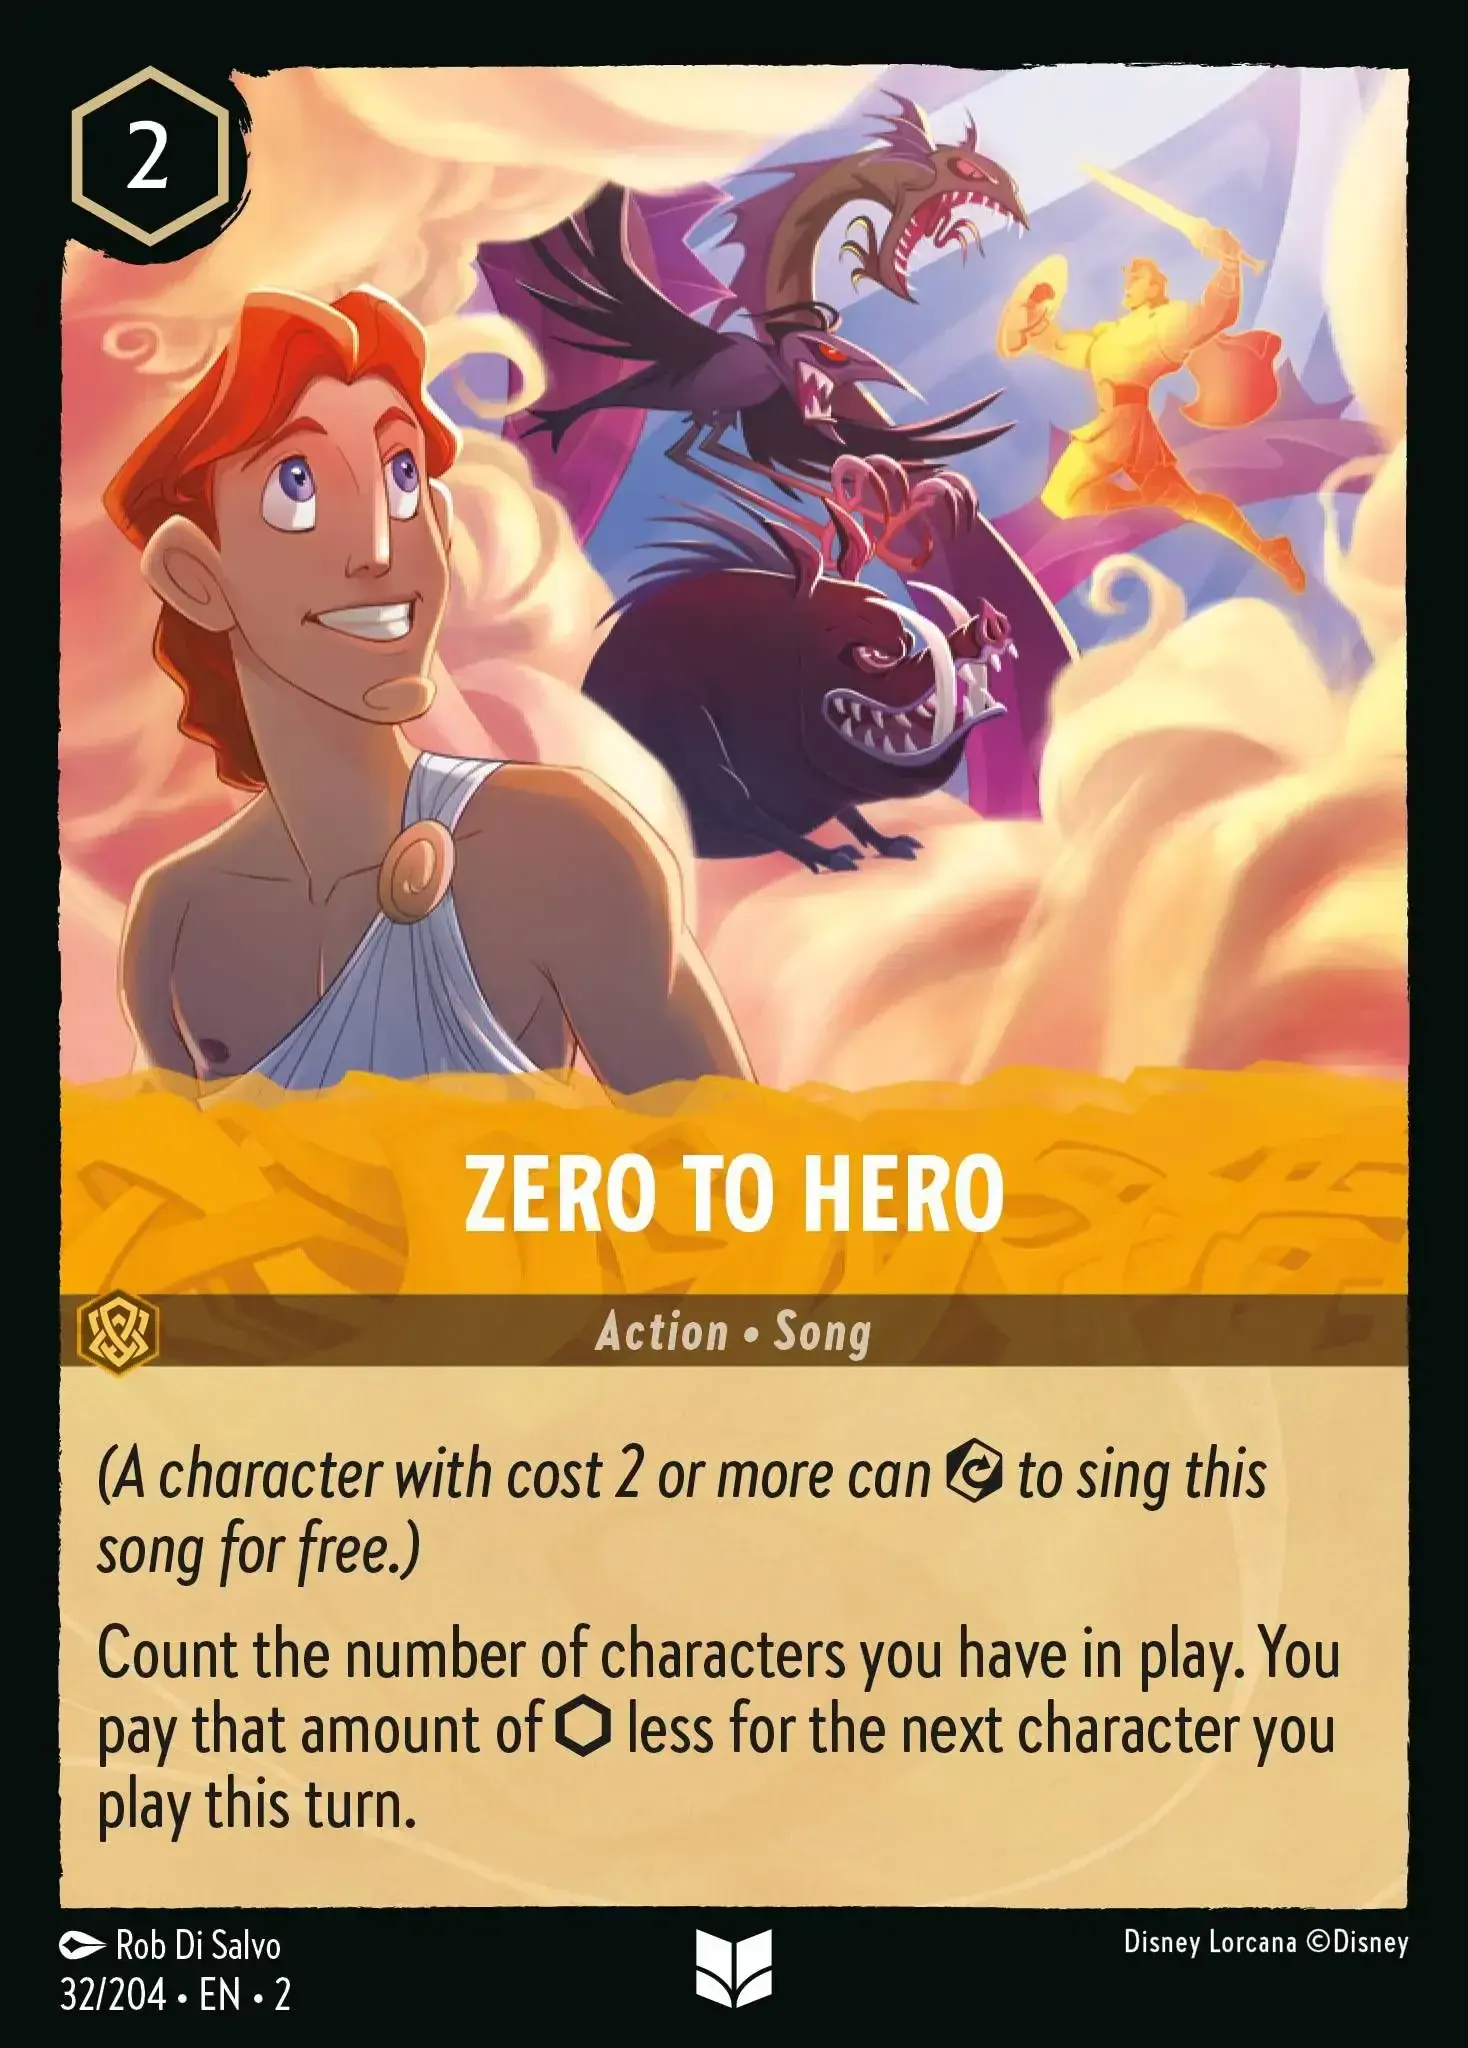 2
ZERO TO HERO
Action • Song
(A character with cost 2 or more can to sing this
song for free.)
Count the number of characters you have in play. You
pay that amount of less for the next character you
play this turn.
Rob Di Salvo
Disney Lorcana ©Disney
32/204 • EN • 2